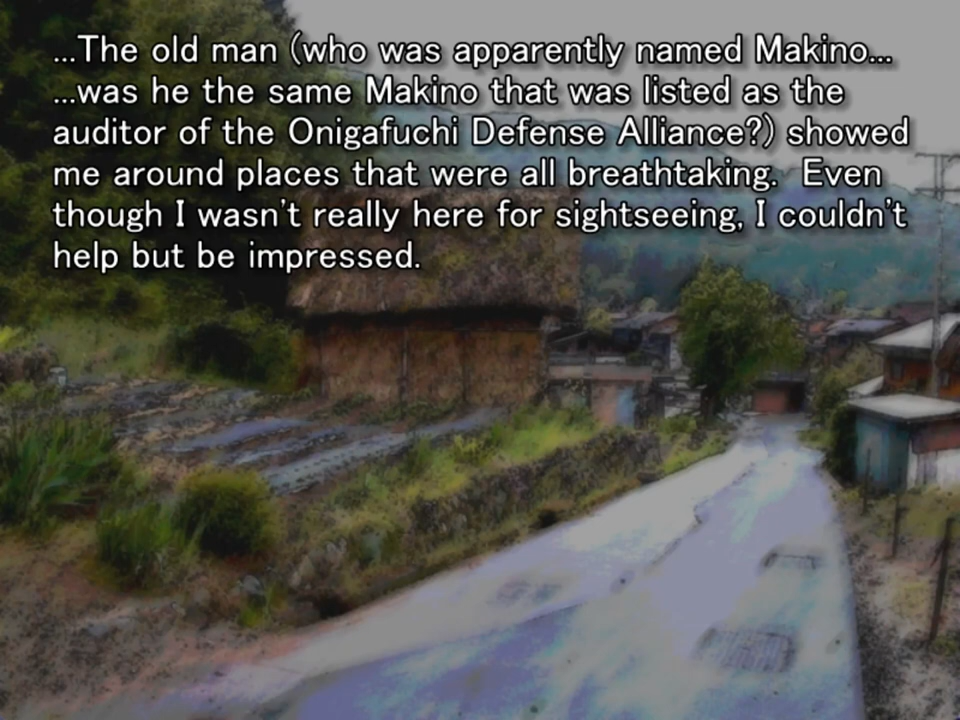 ...The old man (who was apparently named Makino...
...was he the same Makino that was listed as the
auditor of the Onigafuchi Defense Alliance?) showed
me around places that were all breathtaking.  Even
though I wasn't really here for sightseeing, I couldn't
help but be impressed.